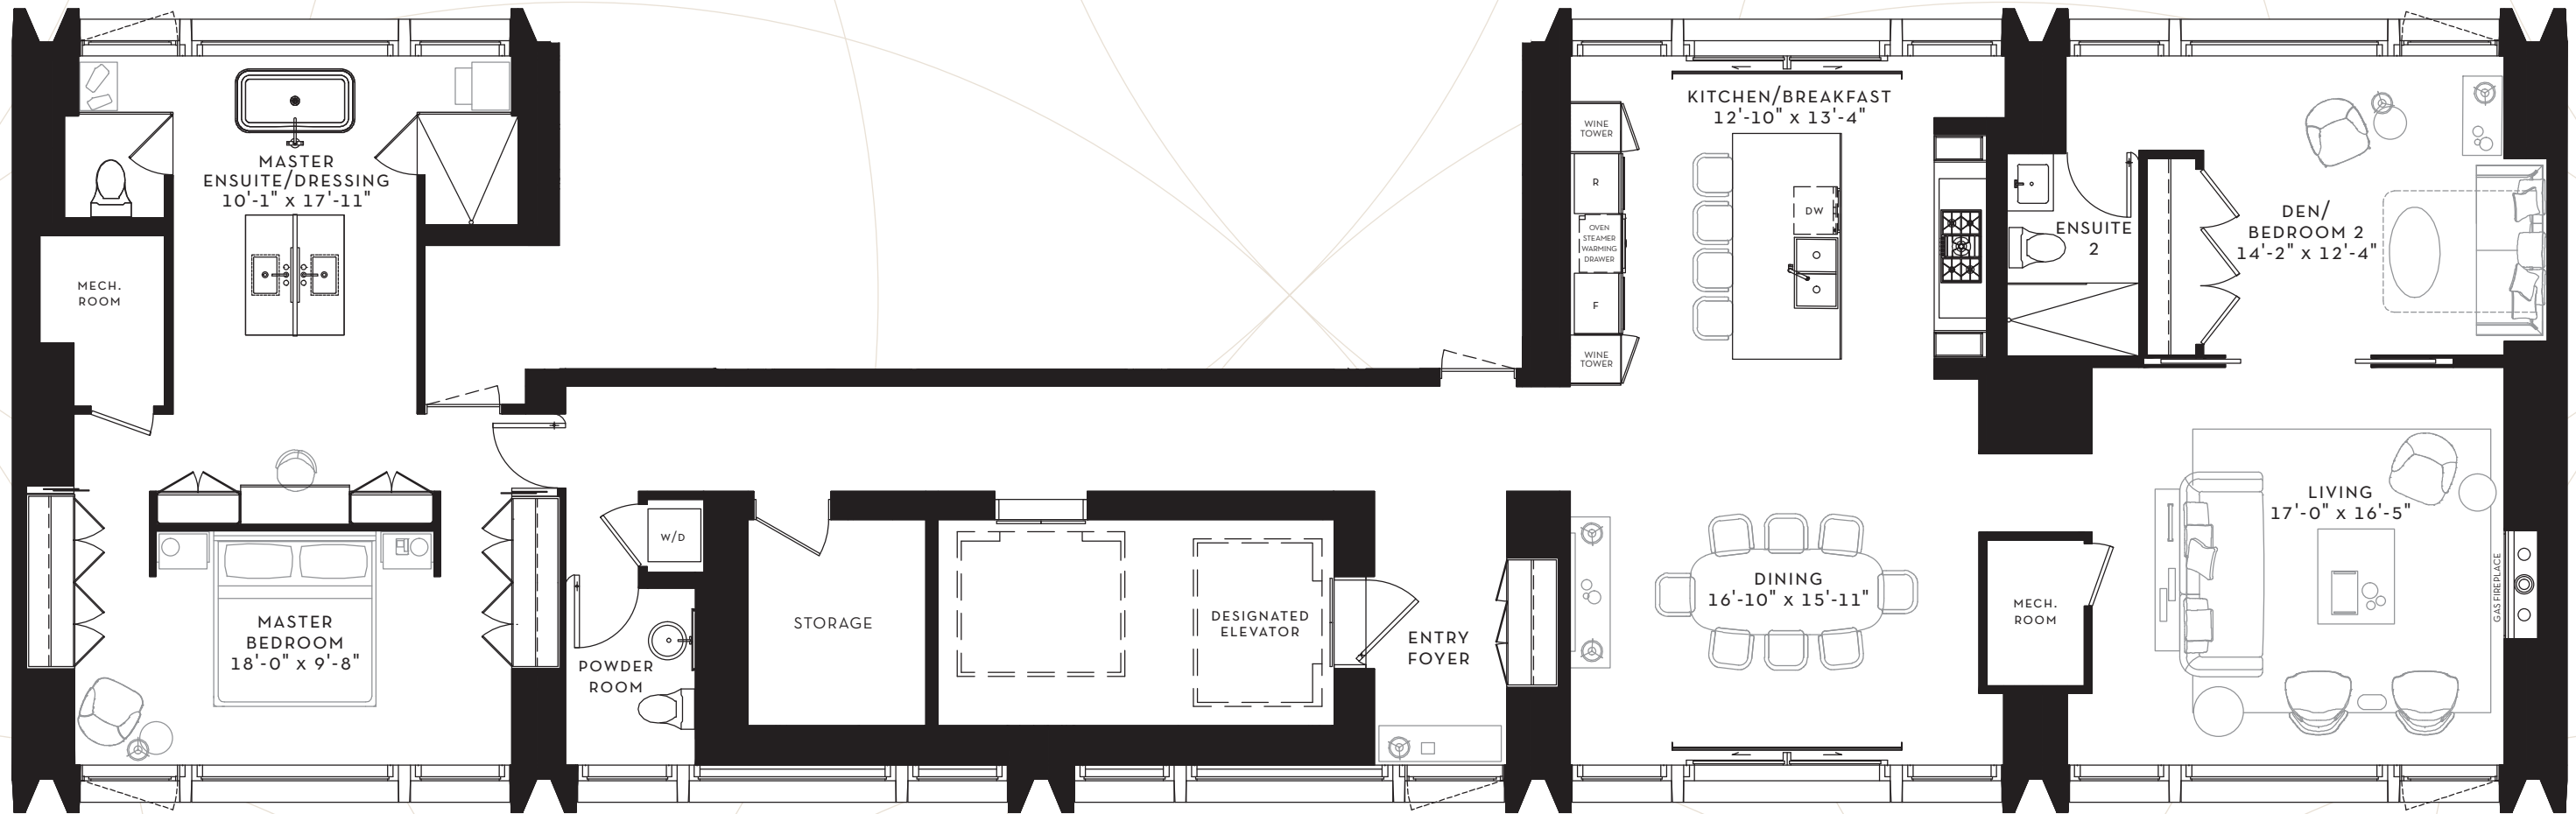 MASTER
ENSUITE/DRESSING
10'-1" x 17'-11"
MECH.
ROOM
MASTER
BEDROOM
18'-0" x 9'-8"
W/D
POWDER
ROOM
STORAGE
DESIGNATED
ELEVATOR
ENTRY
FOYER
KITCHEN/BREAKFAST
12'-10" x 13'-4"
WINE
TOWER
R
OVEN
STEAMER
WARMING
DRAWER
F
WINE
TOWER
DW
DINING
16'-10" x 15'-11"
ENSUITE
2
DEN/
BEDROOM 2
14'-2" x 12'-4"
MECH.
ROOM
LIVING
17'-0" x 16'-5"
GAS FIREPLACE